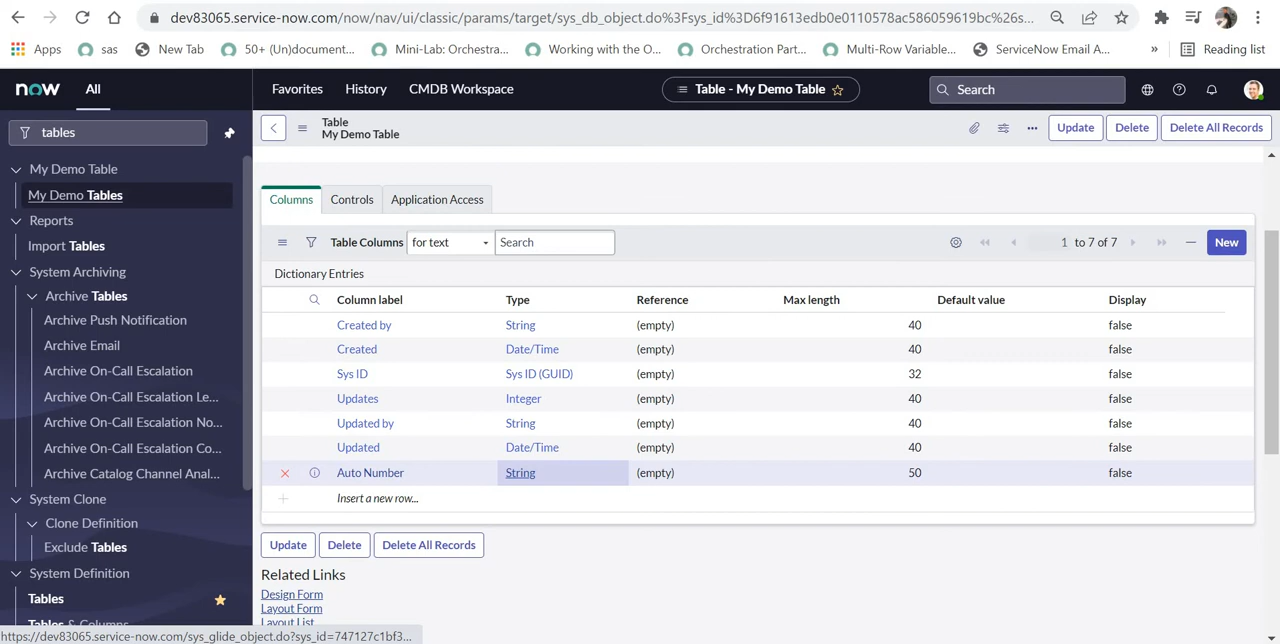 dev83065.service-now.com/now/nav/ui/classic/params/target/sys_db_object.do%3Fsys_id%3D6f91613edb0e0110578ac586059619bc%26s...
Apps sas New Tab 50+ (Un)document... Mini-Lab: Orchestra... Working with the O... Orchestration Part... Multi-Row Variable... ServiceNow Email A... » Reading list
now All Favorites History CMDB Workspace Table - My Demo Table Search
tables
Table
My Demo Table
Update Delete Delete All Records
My Demo Table
My Demo Tables
Reports
Import Tables
System Archiving
Archive Tables
Archive Push Notification
Archive Email
Archive On-Call Escalation
Archive On-Call Escalation Le...
Archive On-Call Escalation No...
Archive On-Call Escalation Co...
Archive Catalog Channel Anal...
System Clone
Clone Definition
Exclude Tables
System Definition
Tables
Tables & Columns
Columns Controls Application Access
Table Columns for text Search 1 to 7 of 7 New
Dictionary Entries
Column label Type Reference Max length Default value Display
Created by String (empty) 40 false
Created Date/Time (empty) 40 false
Sys ID Sys ID (GUID) (empty) 32 false
Updates Integer (empty) 40 false
Updated by String (empty) 40 false
Updated Date/Time (empty) 40 false
Auto Number String (empty) 50 false
Insert a new row...
Update Delete Delete All Records
Related Links
Design Form
Layout Form
Layout List
https://dev83065.service-now.com/sys_glide_object.do?sys_id=747127c1bf3...